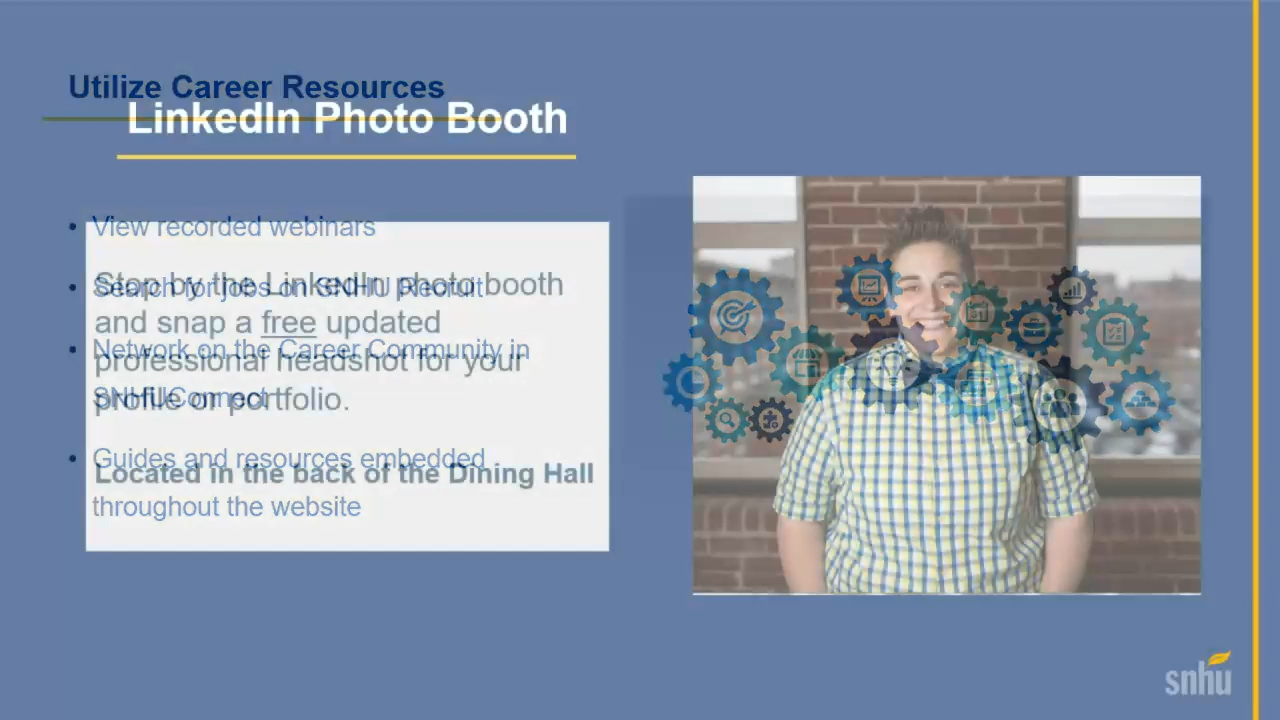 Utilize Career Resources
LinkedIn Photo Booth
View recorded webinars
Search for jobs on SNHU Recruit
Network on the Career Community in
SNHUConnect
Guides and resources embedded
throughout the website
Stop by the LinkedIn photo booth
and snap a free updated
professional headshot for your
profile or portfolio.
Located in the back of the Dining Hall
snhu